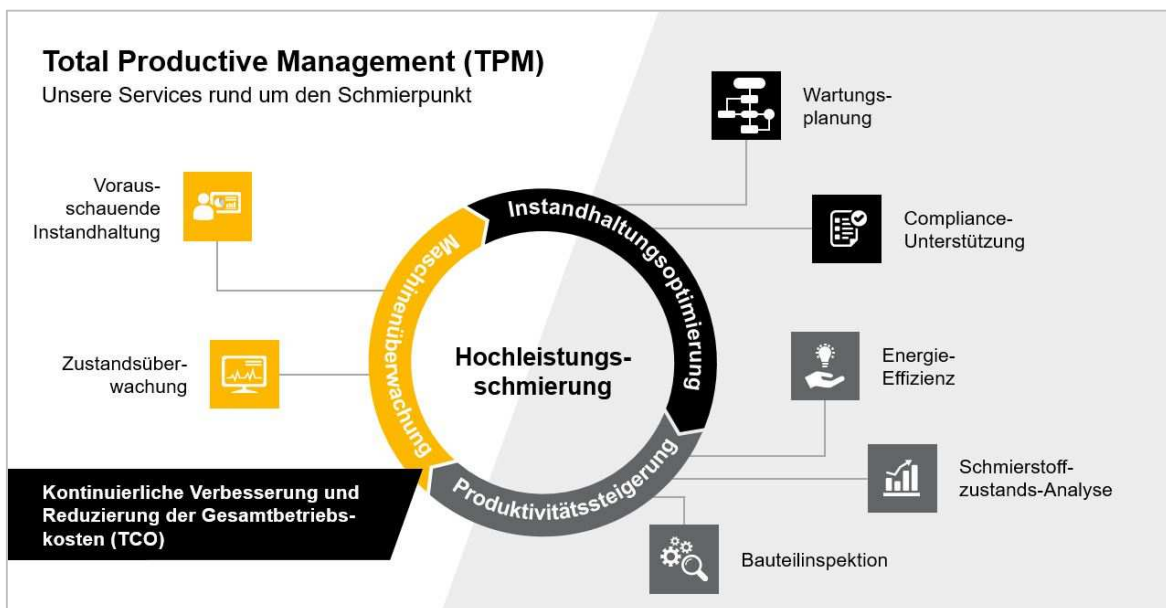 Total Productive Management (TPM)
Unsere Services rund um den Schmierpunkt
Voraus-
schauende
Instandhaltung
Zustandsüber-
wachung
Maschinenüberwachung
Instandhaltungsoptimierung
Produktivitätssteigerung
Hochleistungs-
schmierung
Wartungs-
planung
Compliance-
Unterstützung
Energie-
Effizienz
Schmierstoff-
zustands-Analyse
Bauteilinspektion
Kontinuierliche Verbesserung und
Reduzierung der Gesamtbetriebs-
kosten (TCO)